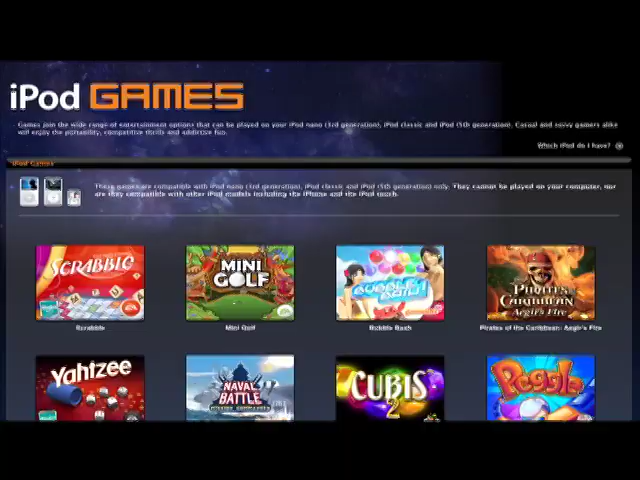 iPod GAMES
Games join the wide range of entertainment options that can be played on your iPod nano (3rd generation), iPod classic and iPod (5th generation). Casual and savvy gamers alike
will enjoy the portability, competitive thrills and addictive fun.
Which iPod do I have?
iPod Games
These games are compatible with iPod nano (3rd generation), iPod classic and iPod (5th generation) only. They cannot be played on your computer, nor
are they compatible with other iPod models including the iPhone and the iPod touch.
SCRABBLE
MINI
GOLF
BUBBLE
BASH
PIRATES
CARIBBEAN
Aegir's Fire
EA
Scrabble
Mini Golf
Bubble Bash
Pirates of the Caribbean: Aegir's Fire
Yahtzee
NAVAL
BATTLE
CUBIS
2
Peggle